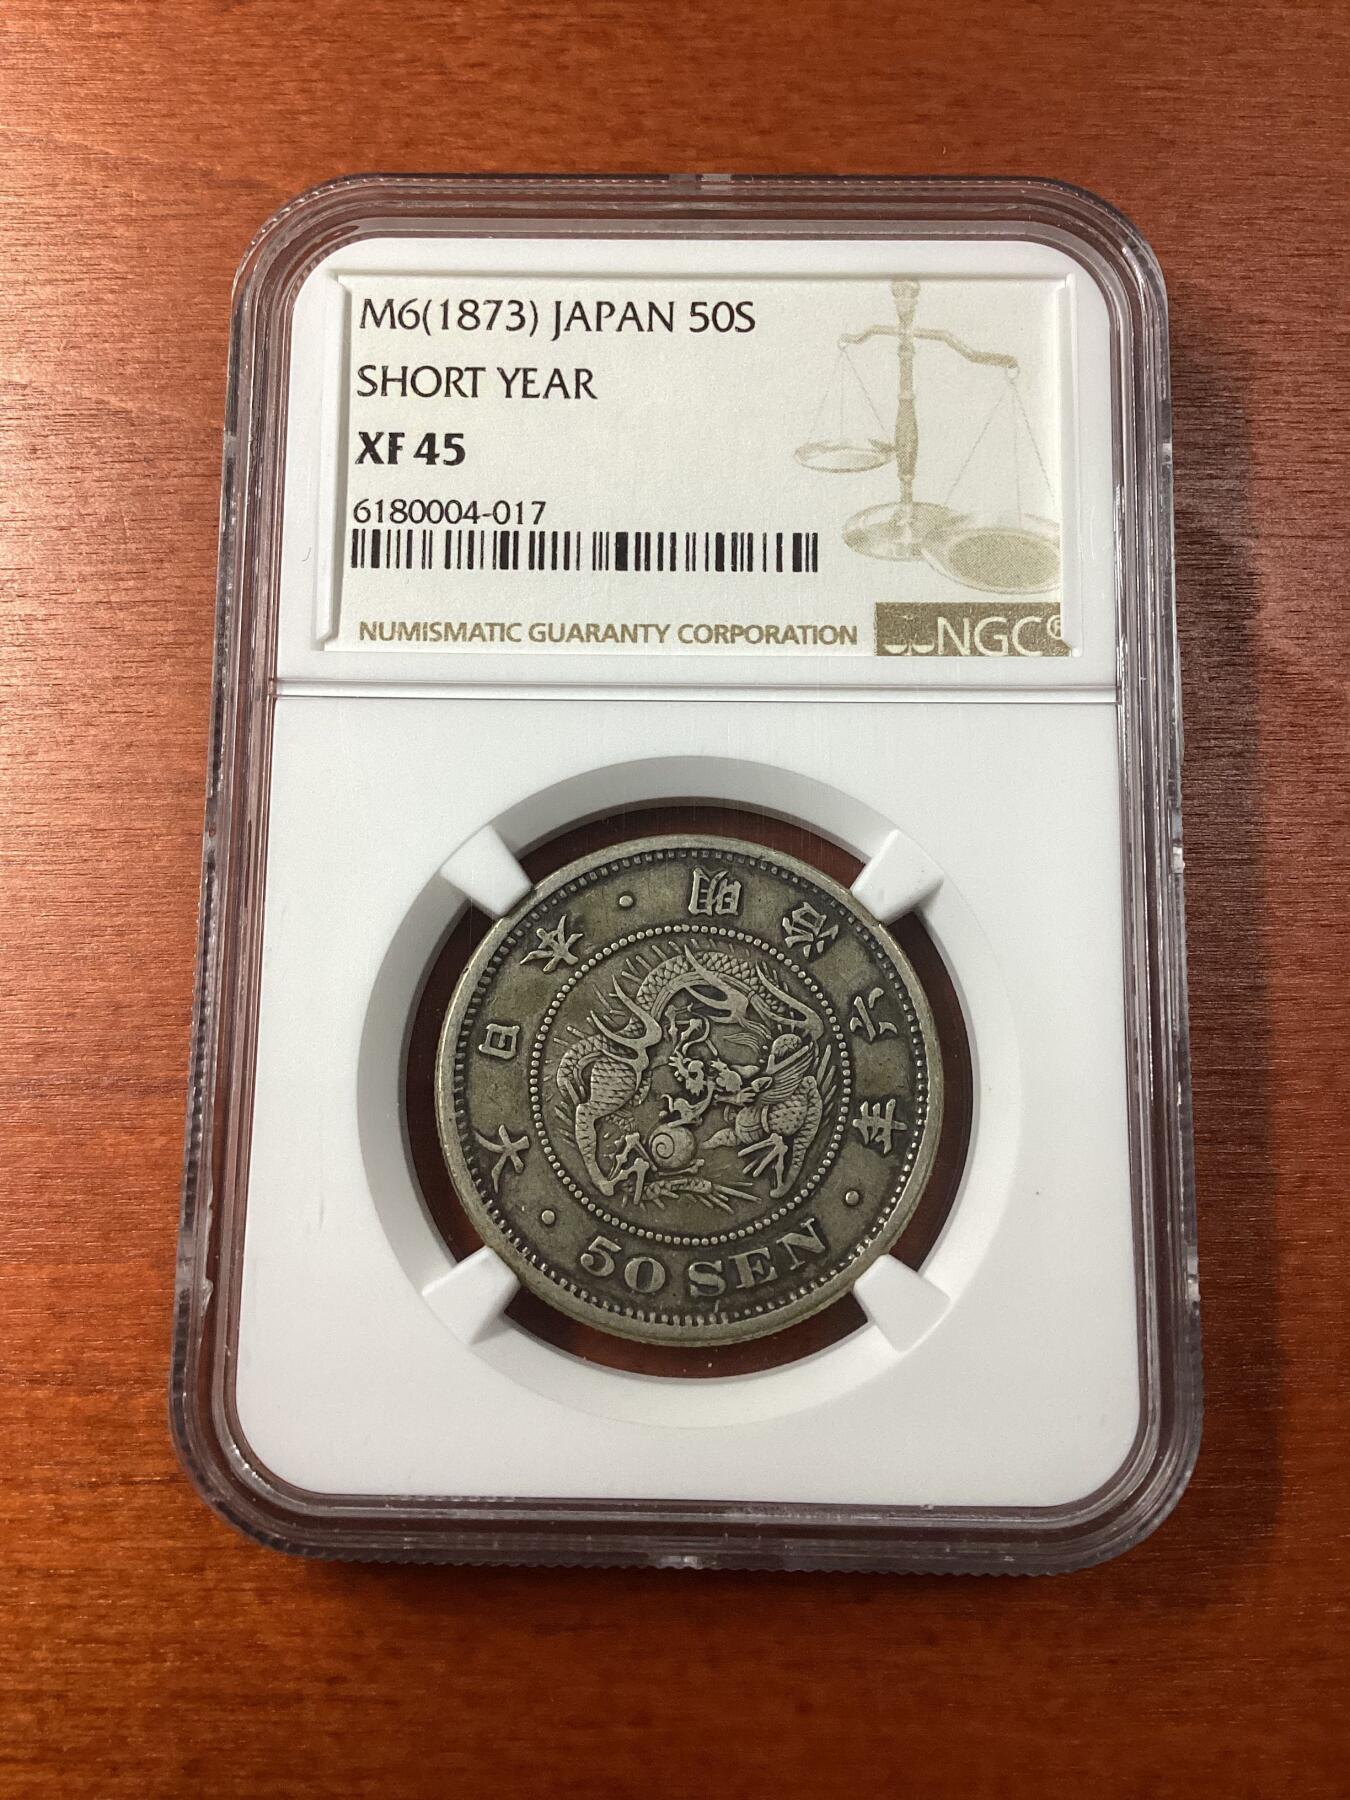 M6(1873) JAPAN 50S
SHORT YEAR
XF 45
6180004-017
NUMISMATIC GUARANTY CORPORATION
NGC®
大日本・明治六年・50 SEN・